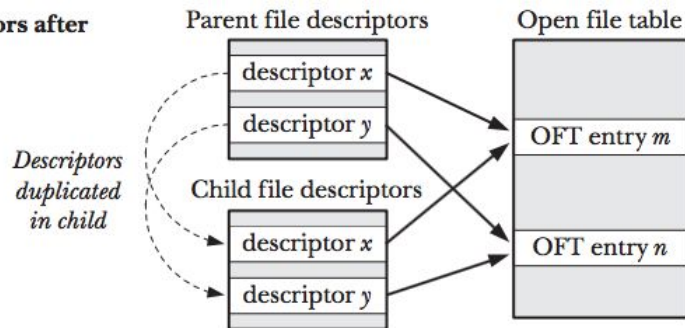 ors after
Parent file descriptors
Open file table
descriptor x
descriptor y
OFT entry m
Descriptors
duplicated
in child
Child file descriptors
descriptor x
OFT entry n
descriptor y